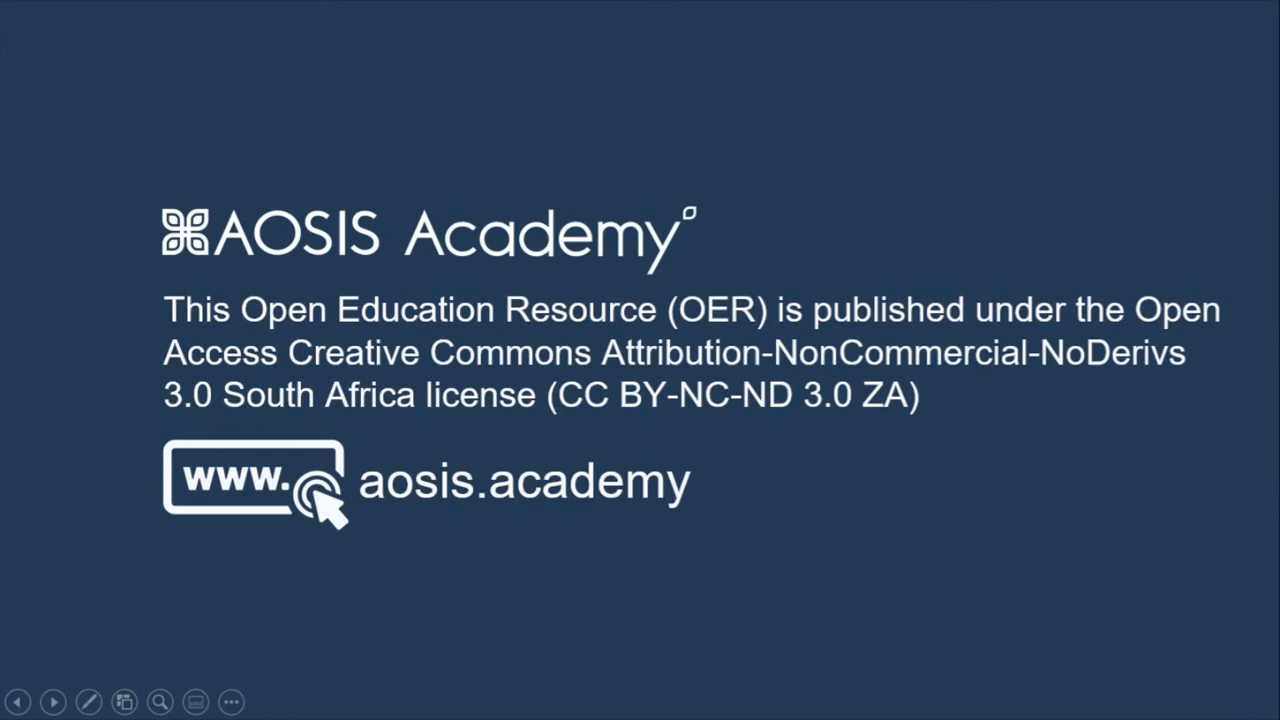 AOSIS Academy
This Open Education Resource (OER) is published under the Open
Access Creative Commons Attribution-NonCommercial-NoDerivs
3.0 South Africa license (CC BY-NC-ND 3.0 ZA)
www. aosis.academy